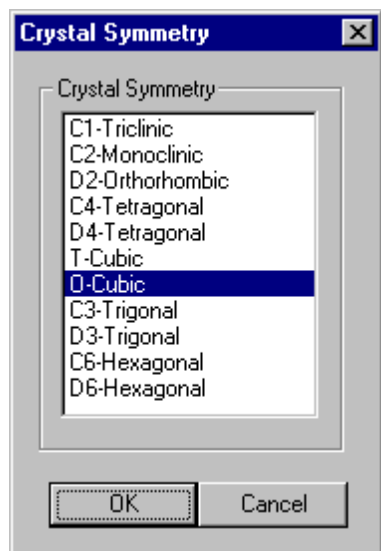 Crystal Symmetry
Crystal Symmetry
C1-Triclinic
C2-Monoclinic
D2-Orthorhombic
C4-Tetragonal
D4-Tetragonal
T-Cubic
O-Cubic
C3-Trigonal
D3-Trigonal
C6-Hexagonal
D6-Hexagonal
OK Cancel